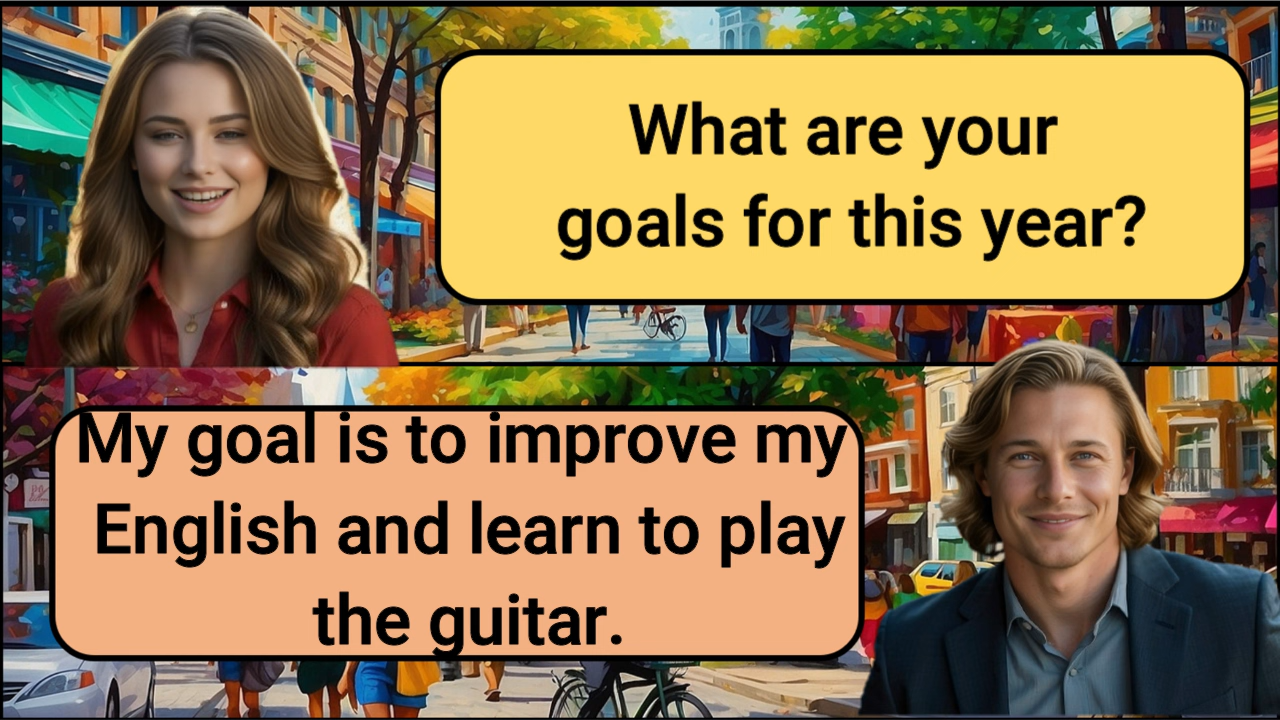 What are your
goals for this year?
My goal is to improve my
English and learn to play
the guitar.